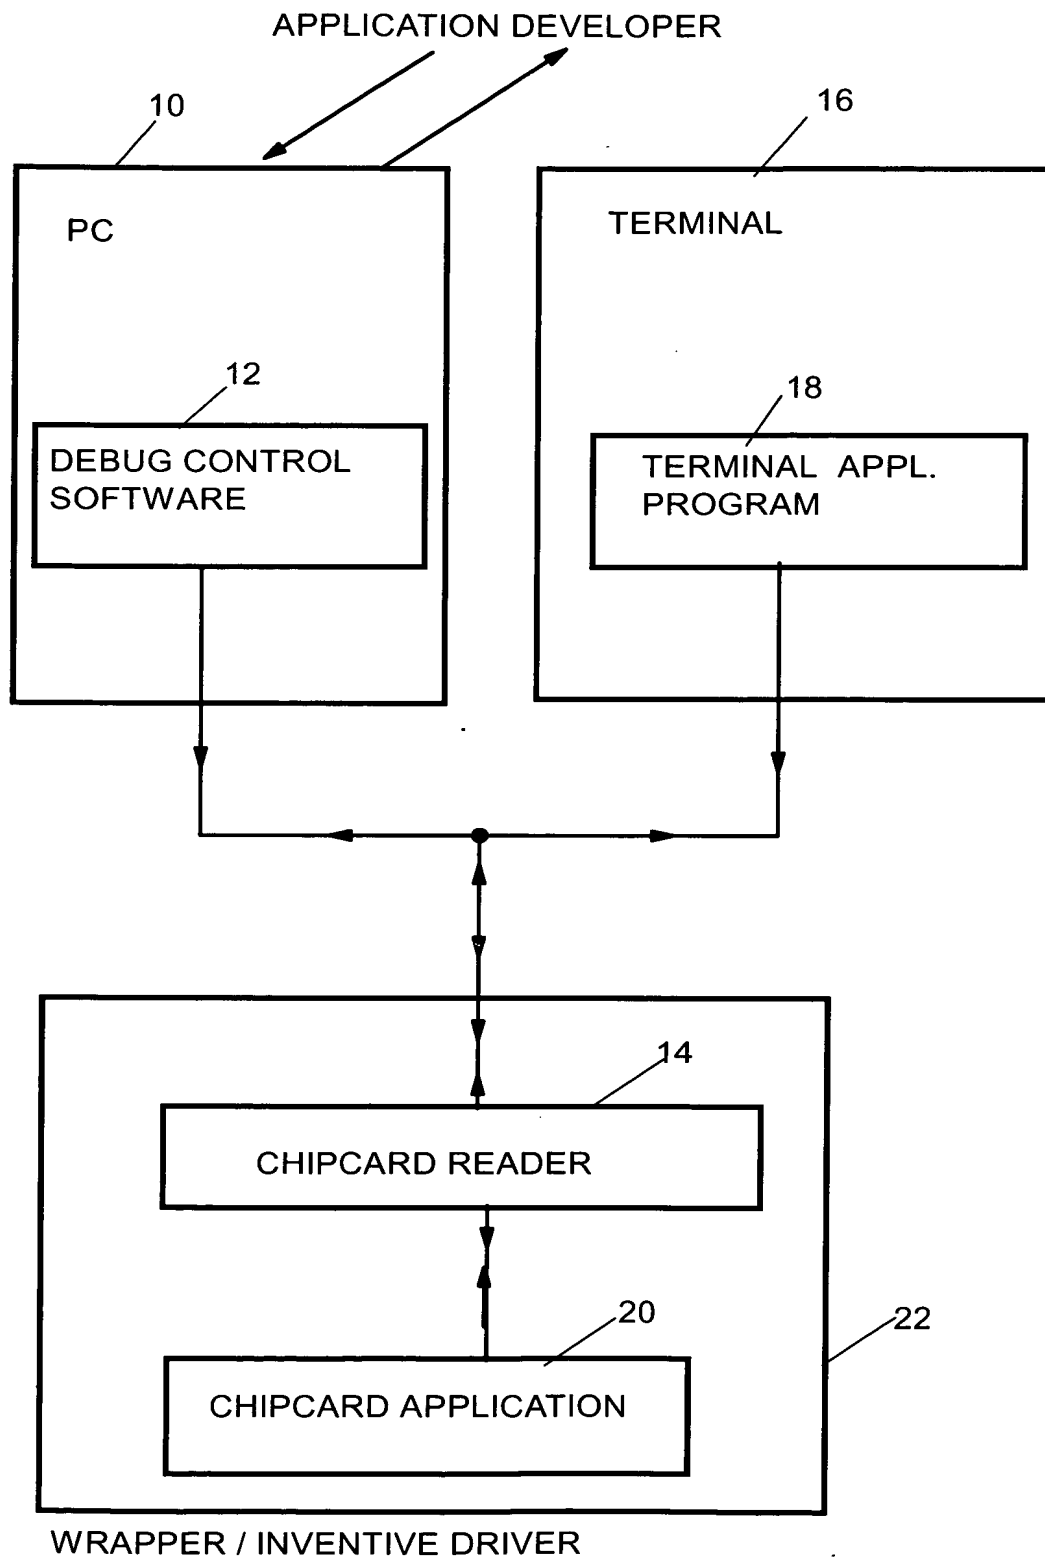 APPLICATION DEVELOPER
10
16
PC
TERMINAL
12
18
DEBUG CONTROL
SOFTWARE
TERMINAL APPL.
PROGRAM
14
CHIPCARD READER
20
22
CHIPCARD APPLICATION
WRAPPER / INVENTIVE DRIVER